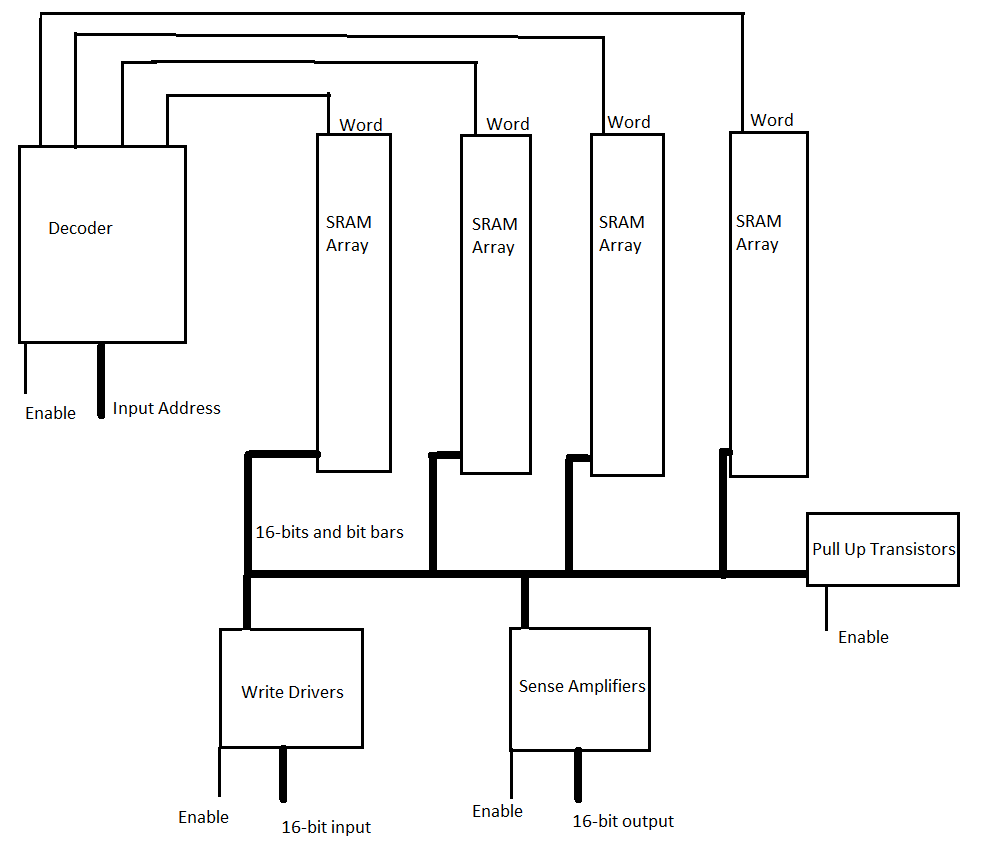 Word
Word
Word
Word
Decoder
SRAM
Array
SRAM
Array
SRAM
Array
SRAM
Array
Enable
Input Address
16-bits and bit bars
Pull Up Transistors
Enable
Write Drivers
Sense Amplifiers
Enable
16-bit input
Enable
16-bit output